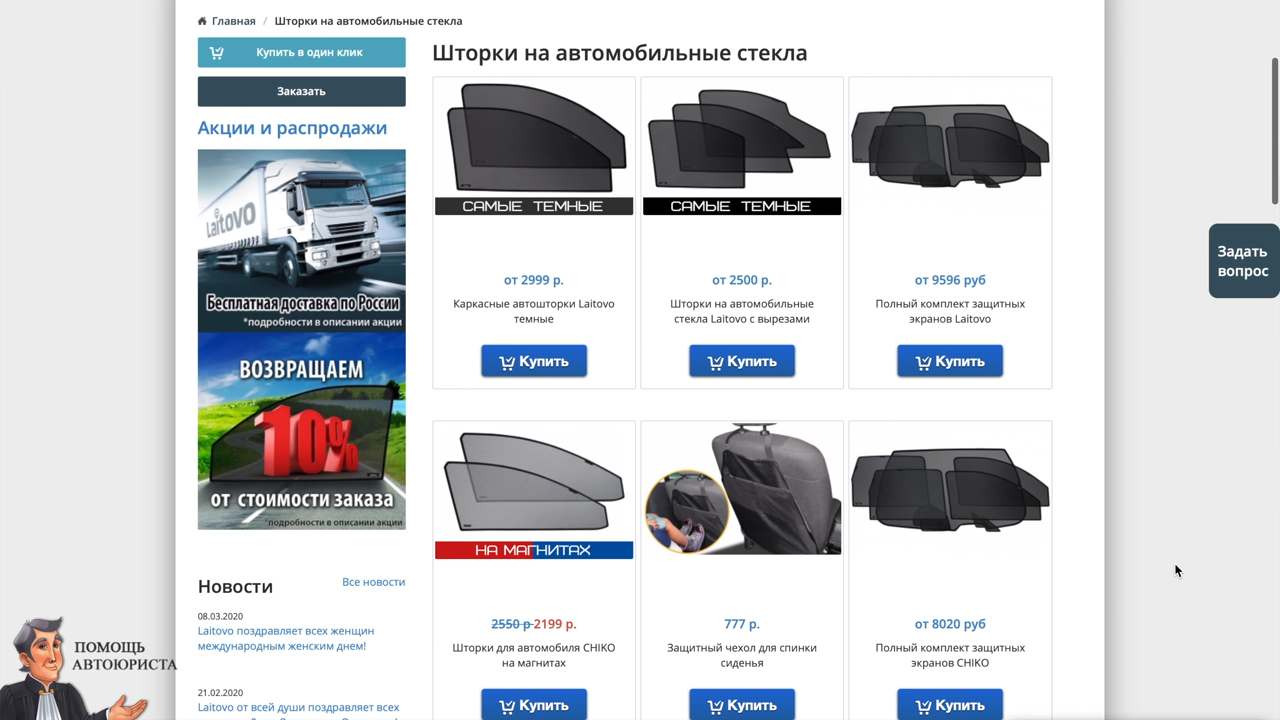 Главная / Шторки на автомобильные стекла
Купить в один клик
Заказать
Акции и распродажи
Laitovo
Бесплатная доставка по России
*подробности в описании акции
ВОЗВРАЩАЕМ
10%
от стоимости заказа
*подробности в описании акции
Новости
Все новости
08.03.2020
Laitovo поздравляет всех женщин
международным женским днем!
21.02.2020
Laitovo от всей души поздравляет всех
ПОМОЩЬ
АВТОЮРИСТА
Шторки на автомобильные стекла
САМЫЕ ТЕМНЫЕ
от 2999 р.
Каркасные автошторки Laitovo
темные
Купить
САМЫЕ ТЕМНЫЕ
от 2500 р.
Шторки на автомобильные
стекла Laitovo с вырезами
Купить
от 9596 руб
Полный комплект защитных
экранов Laitovo
Купить
НА МАГНИТАХ
2550 р 2199 р.
Шторки для автомобиля CHIKO
на магнитах
Купить
777 р.
Защитный чехол для спинки
сиденья
Купить
от 8020 руб
Полный комплект защитных
экранов CHIKO
Купить
Задать
вопрос